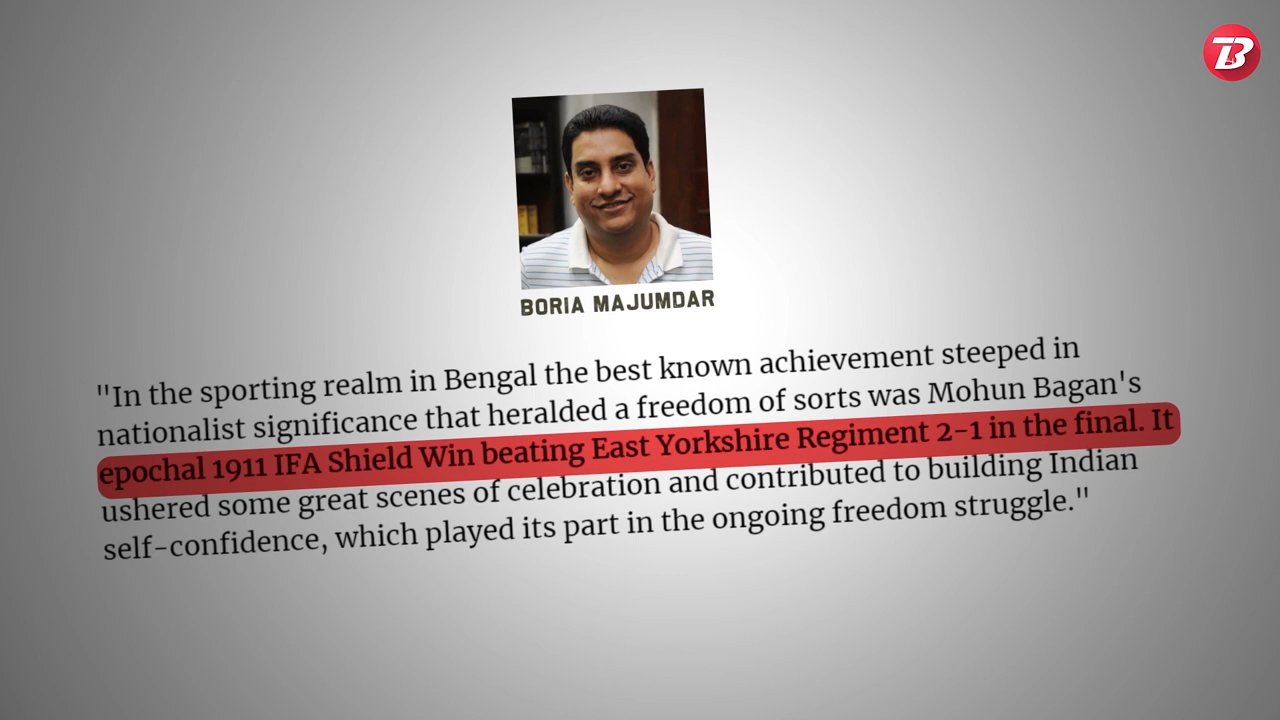 B
BORIA MAJUMDAR
"In the sporting realm in Bengal the best known achievement steeped in
nationalist significance that heralded a freedom of sorts was Mohun Bagan's
epochal 1911 IFA Shield Win beating East Yorkshire Regiment 2-1 in the final. It
ushered some great scenes of celebration and contributed to building Indian
self-confidence, which played its part in the ongoing freedom struggle."